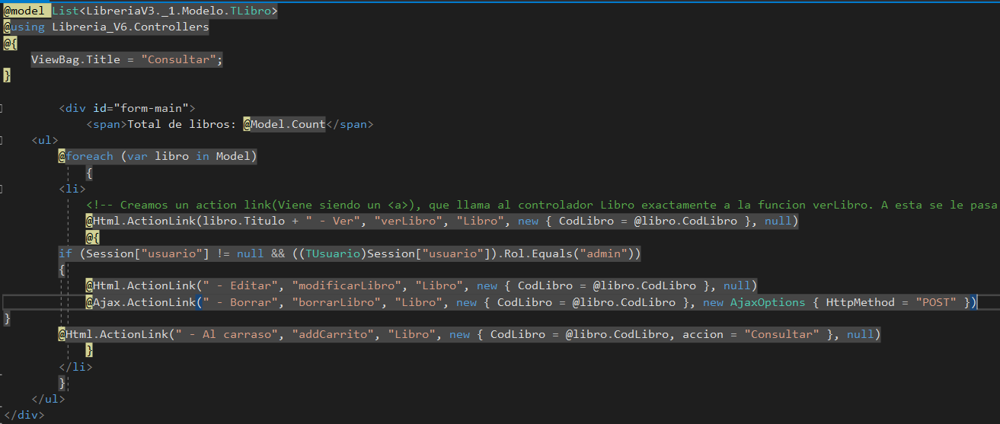 @model List<LibreriaV3._1.Modelo.TLibro>
@using Libreria_V6.Controllers
@{
ViewBag.Title = "Consultar";
}
<div id="form-main">
<span>Total de libros: @Model.Count</span>
<ul>
@foreach (var libro in Model)
{
<li>
<!-- Creamos un action link(Viene siendo un <a>), que llama al controlador Libro exactamente a la funcion verLibro. A esta se le pasa
@Html.ActionLink(libro.Titulo + " - Ver", "verLibro", "Libro", new { CodLibro = @libro.CodLibro }, null)
@{
if (Session["usuario"] != null && ((TUsuario)Session["usuario"]).Rol.Equals("admin"))
{
@Html.ActionLink(" - Editar", "modificarLibro", "Libro", new { CodLibro = @libro.CodLibro }, null)
@Ajax.ActionLink(" - Borrar", "borrarLibro", "Libro", new { CodLibro = @libro.CodLibro }, new AjaxOptions { HttpMethod = "POST" })
}
@Html.ActionLink(" - Al carraso", "addCarrito", "Libro", new { CodLibro = @libro.CodLibro, accion = "Consultar" }, null)
}
</li>
}
</ul>
</div>